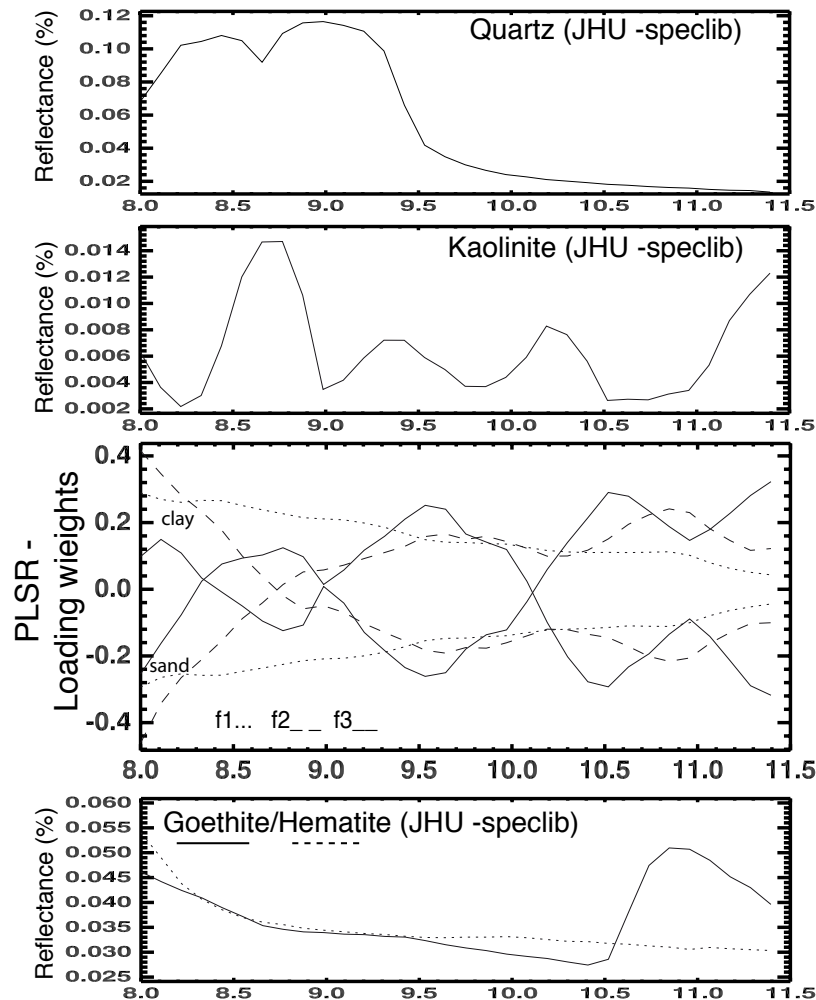 Quartz (JHU -speclib)
Reflectance (%)
0.12
0.10
0.08
0.06
0.04
0.02
8.0 8.5 9.0 9.5 10.0 10.5 11.0 11.5
Kaolinite (JHU -speclib)
Reflectance (%)
0.014
0.012
0.010
0.008
0.006
0.004
0.002
8.0 8.5 9.0 9.5 10.0 10.5 11.0 11.5
PLSR -
Loading wieights
0.4
0.2
0.0
-0.2
-0.4
clay
sand
f1... f2_ _ f3__
8.0 8.5 9.0 9.5 10.0 10.5 11.0 11.5
Goethite/Hematite (JHU -speclib)
Reflectance (%)
0.060
0.055
0.050
0.045
0.040
0.035
0.030
0.025
8.0 8.5 9.0 9.5 10.0 10.5 11.0 11.5